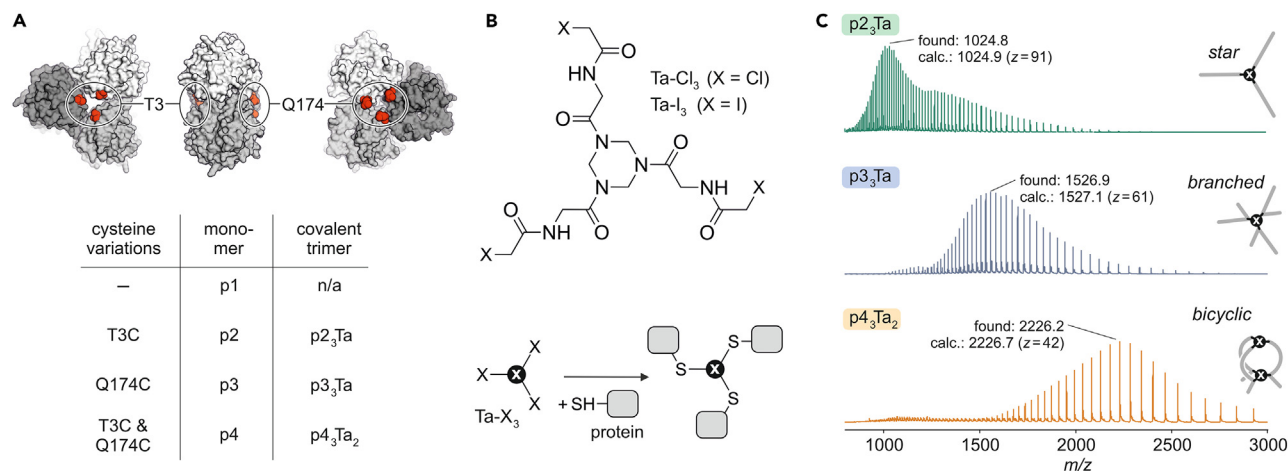 A
T3
Q174
cysteine variations
mono-mer
covalent trimer
–
p1
n/a
T3C
p2
p2₃Ta
Q174C
p3
p3₃Ta
T3C & Q174C
p4
p4₃Ta₂
B
X
O
HN
O
Ta-Cl₃ (X = Cl)
Ta-I₃ (X = I)
N
N
N
O
NH
X
O
O
HN
O
X
X
X
X
X
Ta-X₃
+ SH
protein
S
S
X
S
C
p2₃Ta
found: 1024.8
calc.: 1024.9 (z = 91)
star
X
p3₃Ta
found: 1526.9
calc.: 1527.1 (z = 61)
branched
X
p4₃Ta₂
found: 2226.2
calc.: 2226.7 (z = 42)
bicyclic
X
X
1000
1500
2000
2500
3000
m/z